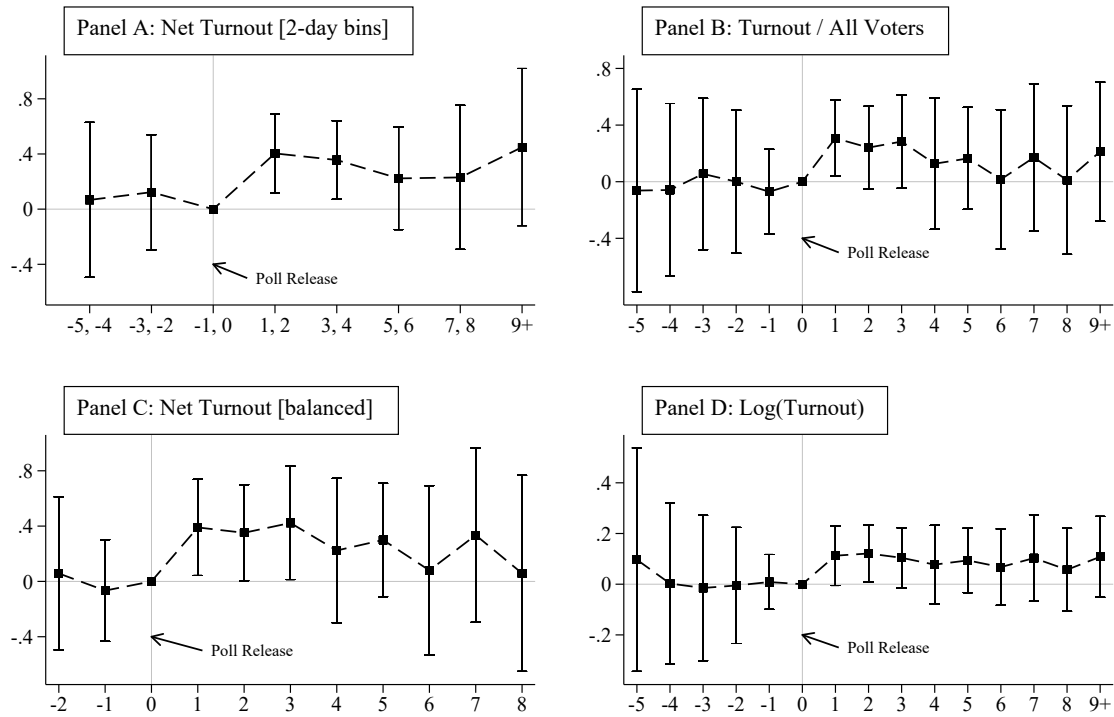 Panel A: Net Turnout [2-day bins]
.8
.4
0
-.4
Poll Release
-5, -4 -3, -2 -1, 0 1, 2 3, 4 5, 6 7, 8 9+
Panel B: Turnout / All Voters
.8
.4
0
-.4
Poll Release
-5 -4 -3 -2 -1 0 1 2 3 4 5 6 7 8 9+
Panel C: Net Turnout [balanced]
.8
.4
0
-.4
Poll Release
-2 -1 0 1 2 3 4 5 6 7 8
Panel D: Log(Turnout)
.4
.2
0
-.2
Poll Release
-5 -4 -3 -2 -1 0 1 2 3 4 5 6 7 8 9+